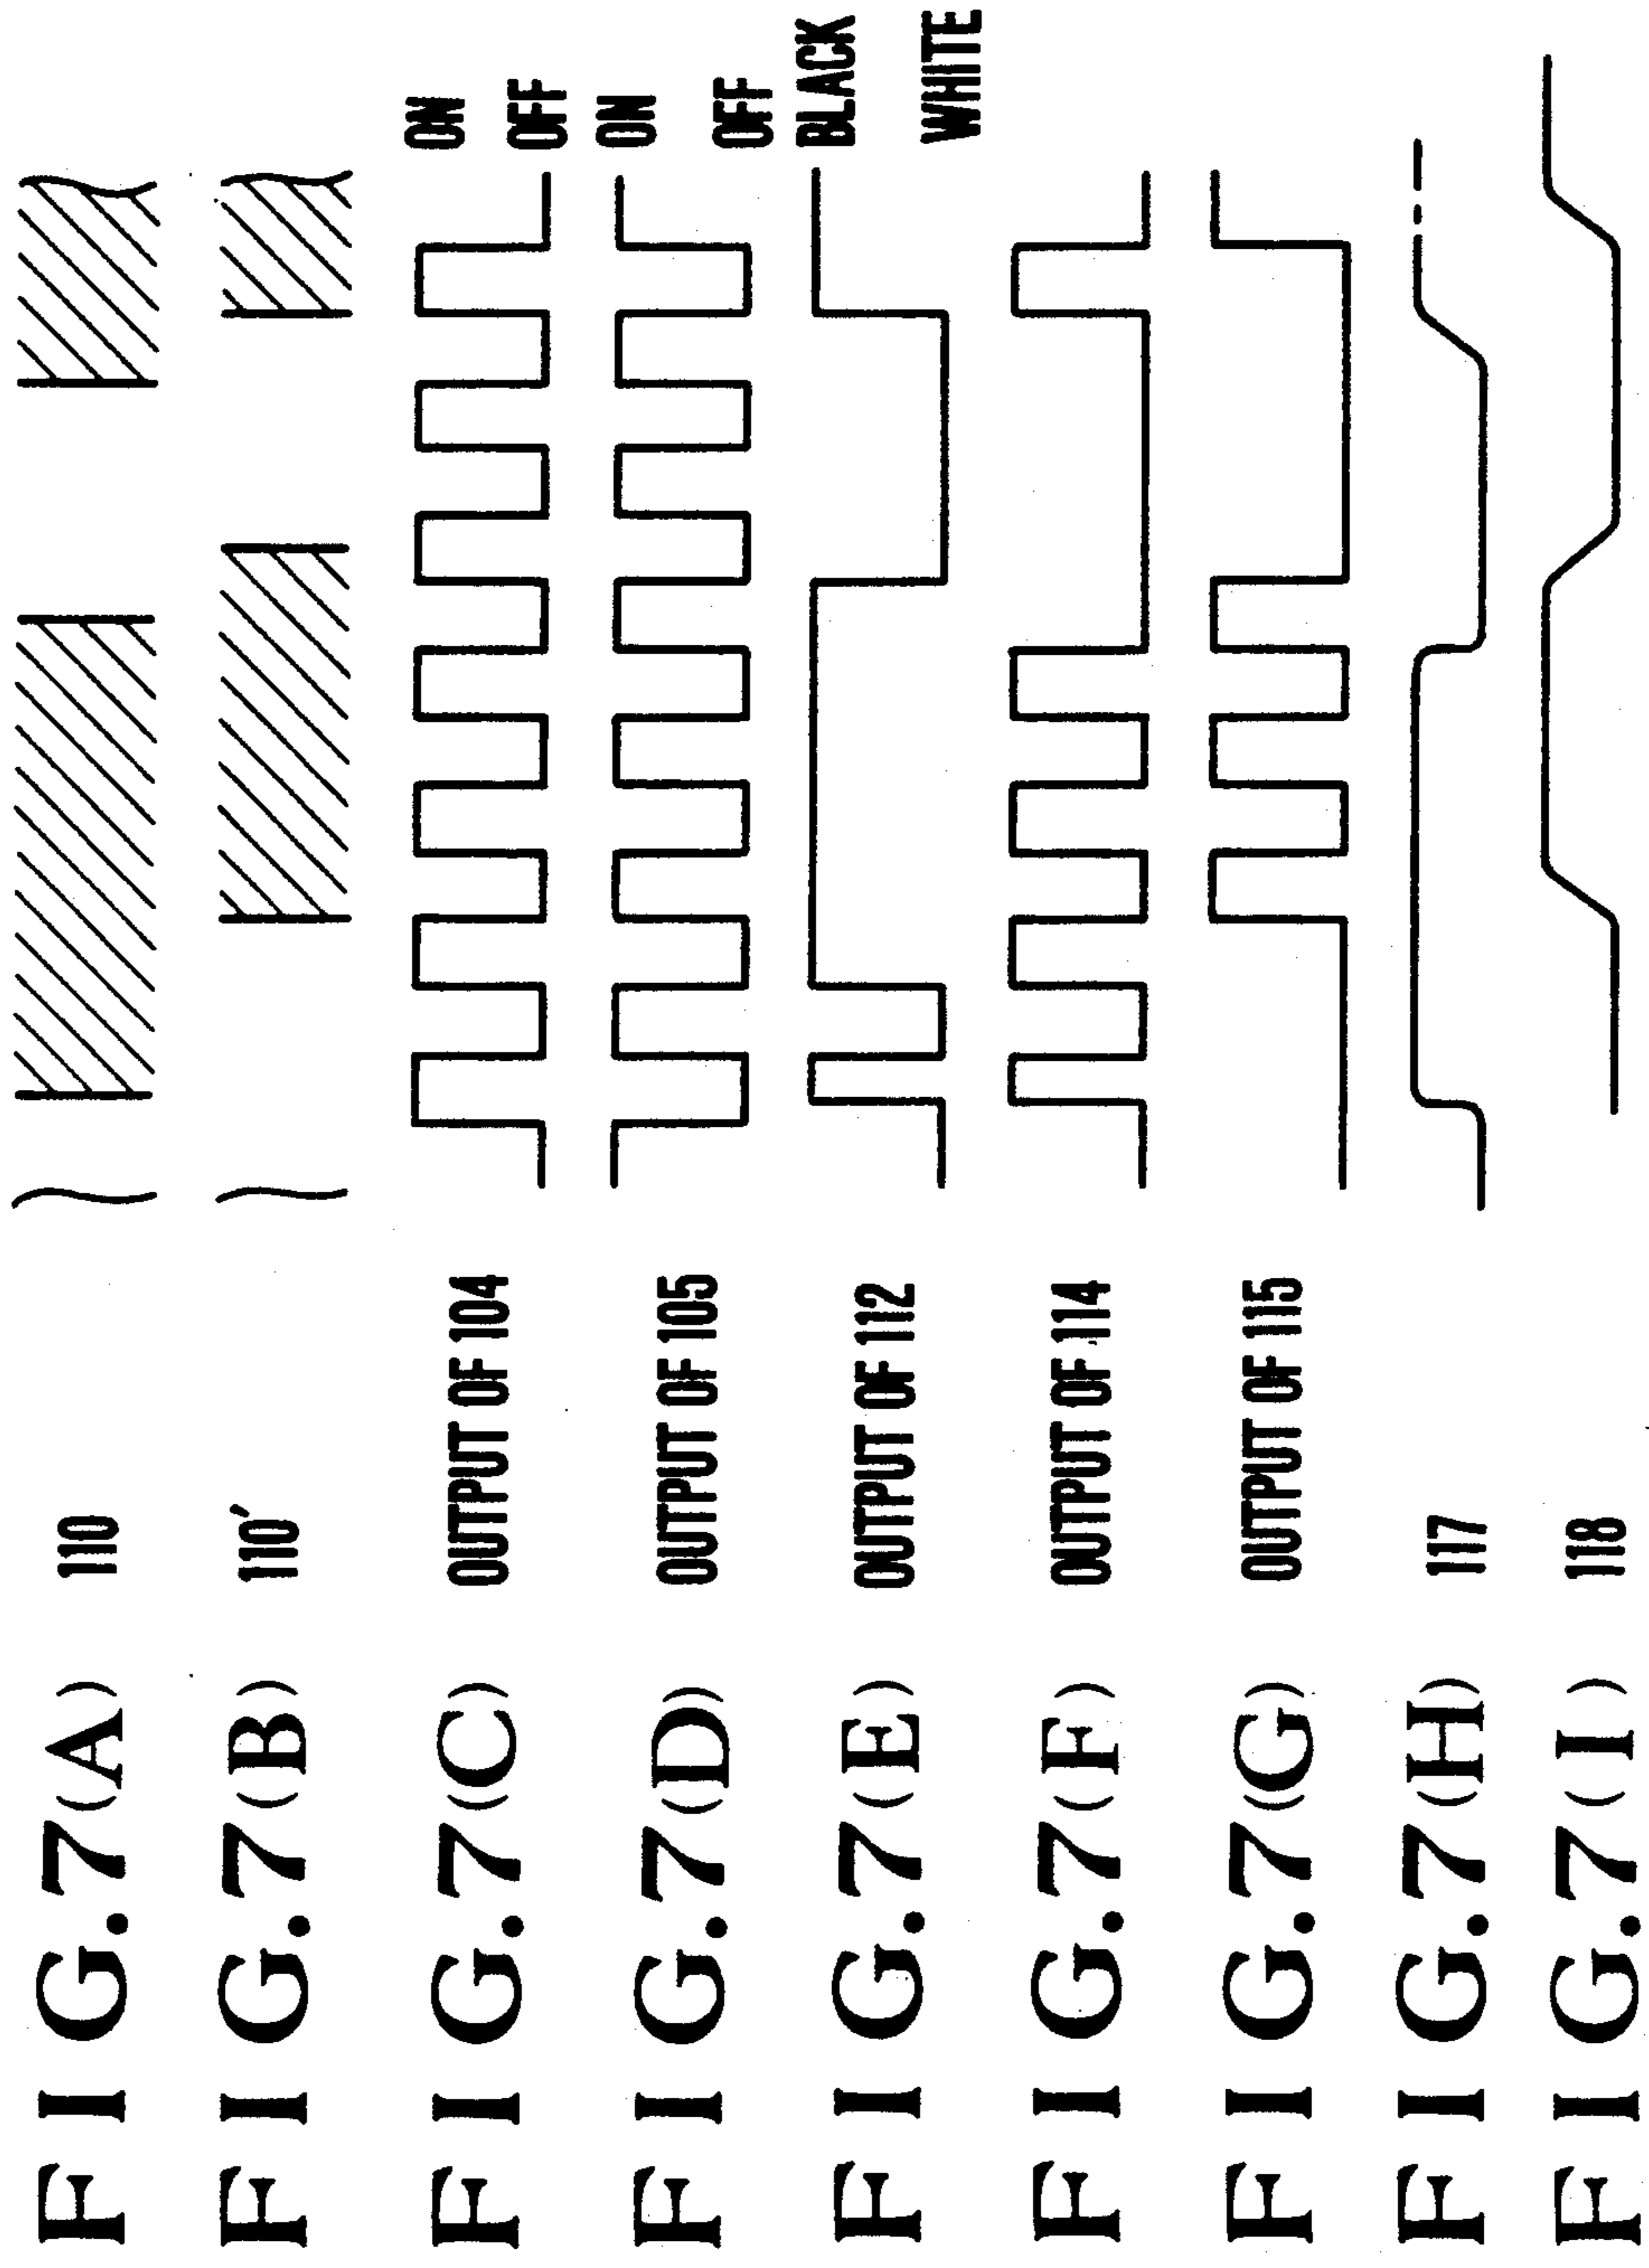 FIG.7(A) 110
FIG.7(B) 110′
FIG.7(C) OUTPUT OF 104 ON
OFF
FIG.7(D) OUTPUT OF 105 ON
OFF
FIG.7(E) OUTPUT OF 112 BLACK
WHITE
FIG.7(F) OUTPUT OF 114
FIG.7(G) OUTPUT OF 115
FIG.7(H) 117
FIG.7(I) 118